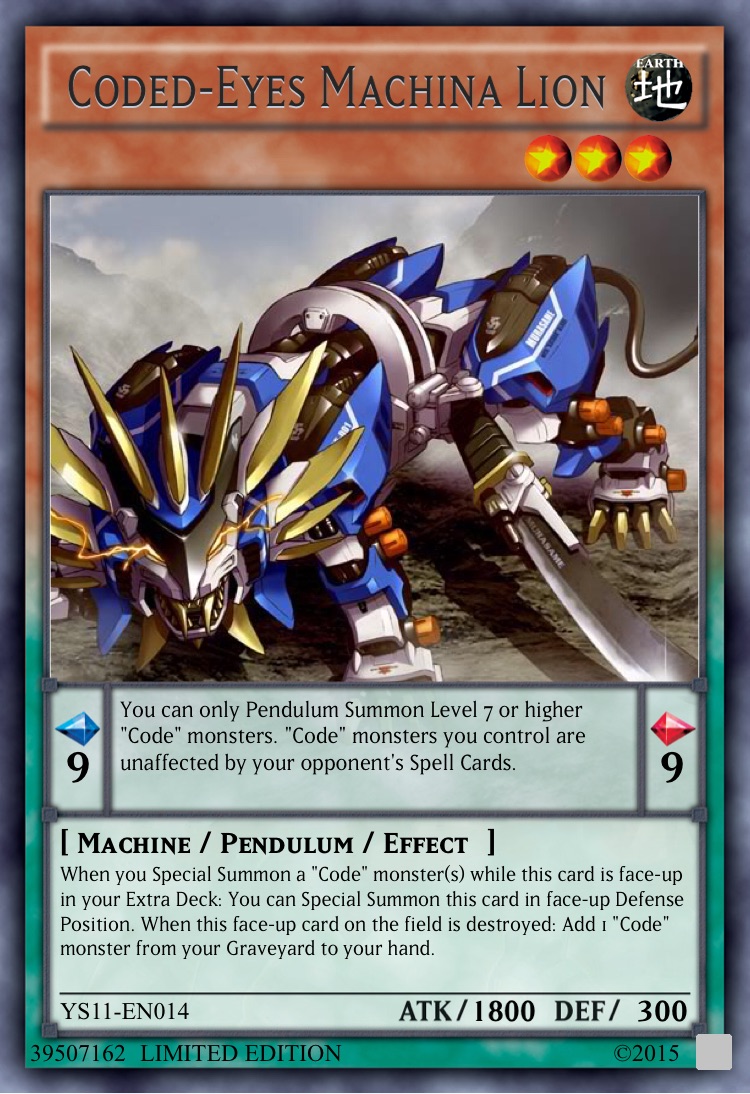 Coded-Eyes Machina Lion
EARTH
地
MURASAME
MURASAME
9
You can only Pendulum Summon Level 7 or higher
"Code" monsters. "Code" monsters you control are
unaffected by your opponent's Spell Cards.
9
[ Machine / Pendulum / Effect ]
When you Special Summon a "Code" monster(s) while this card is face-up
in your Extra Deck: You can Special Summon this card in face-up Defense
Position. When this face-up card on the field is destroyed: Add 1 "Code"
monster from your Graveyard to your hand.
YS11-EN014
ATK/1800 DEF/ 300
39507162 LIMITED EDITION
©2015